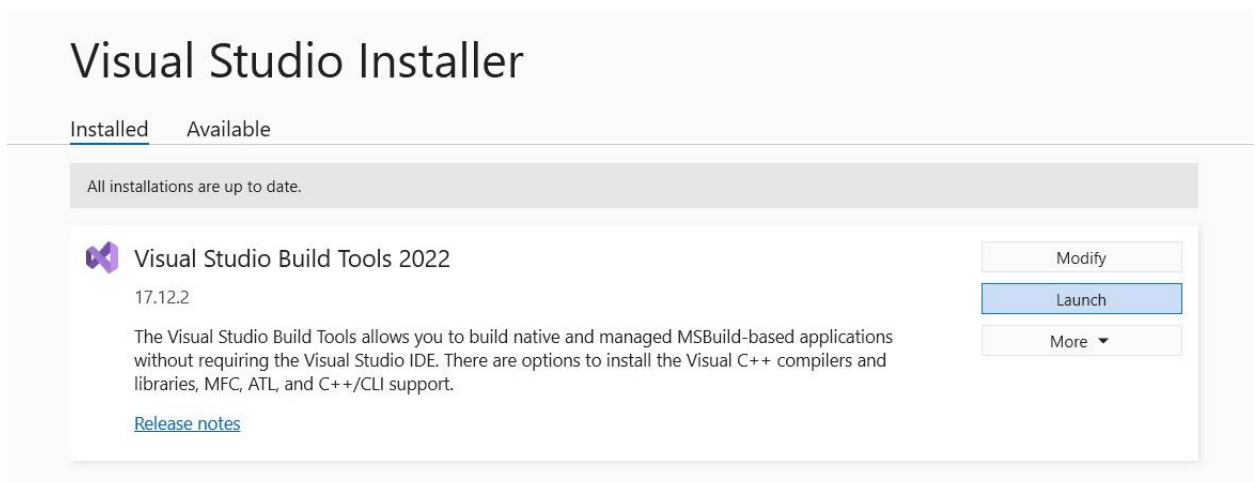 Visual Studio Installer
Installed Available
All installations are up to date.
Visual Studio Build Tools 2022
Modify
17.12.2
Launch
The Visual Studio Build Tools allows you to build native and managed MSBuild-based applications
without requiring the Visual Studio IDE. There are options to install the Visual C++ compilers and
libraries, MFC, ATL, and C++/CLI support.
More
Release notes